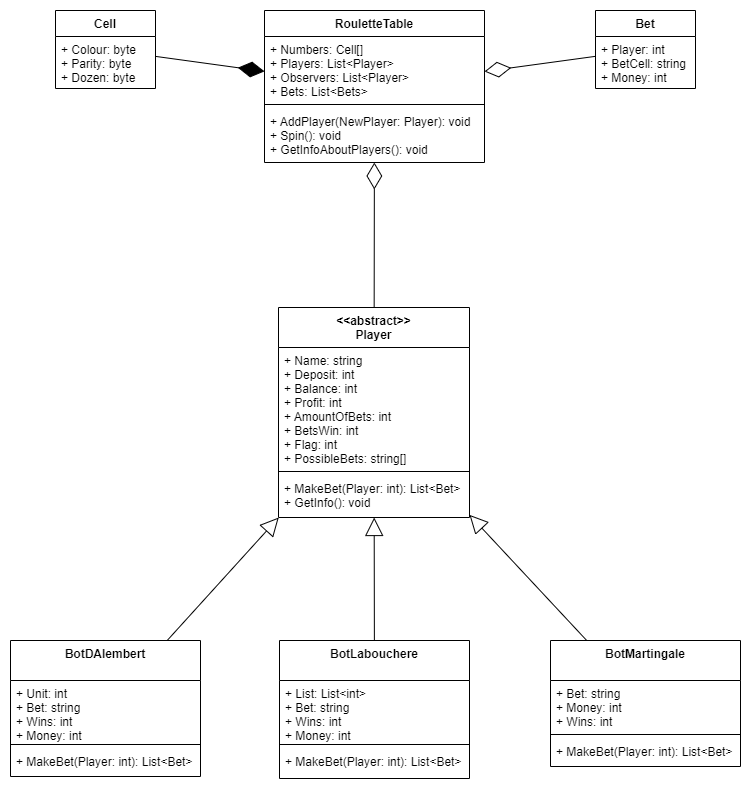 Cell
+ Colour: byte
+ Parity: byte
+ Dozen: byte
RouletteTable
+ Numbers: Cell[]
+ Players: List<Player>
+ Observers: List<Player>
+ Bets: List<Bets>
+ AddPlayer(NewPlayer: Player): void
+ Spin(): void
+ GetInfoAboutPlayers(): void
Bet
+ Player: int
+ BetCell: string
+ Money: int
<<abstract>>
Player
+ Name: string
+ Deposit: int
+ Balance: int
+ Profit: int
+ AmountOfBets: int
+ BetsWin: int
+ Flag: int
+ PossibleBets: string[]
+ MakeBet(Player: int): List<Bet>
+ GetInfo(): void
BotDAlembert
+ Unit: int
+ Bet: string
+ Wins: int
+ Money: int
+ MakeBet(Player: int): List<Bet>
BotLabouchere
+ List: List<int>
+ Bet: string
+ Wins: int
+ Money: int
+ MakeBet(Player: int): List<Bet>
BotMartingale
+ Bet: string
+ Money: int
+ Wins: int
+ MakeBet(Player: int): List<Bet>